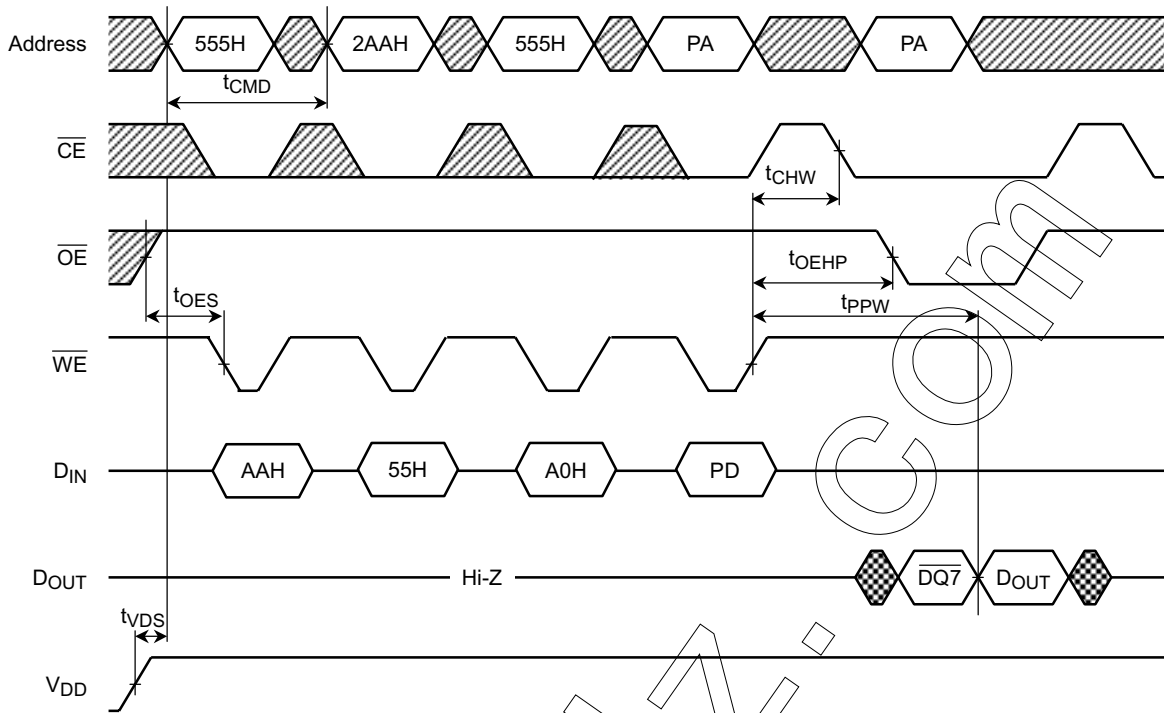 Address 555H 2AAH 555H PA PA
tCMD
CE
tCHW
OE
tOEHP
tOES
tPPW
WE
DIN AAH 55H A0H PD
DOUT Hi-Z DQ7 DOUT
tVDS
VDD
com
z.